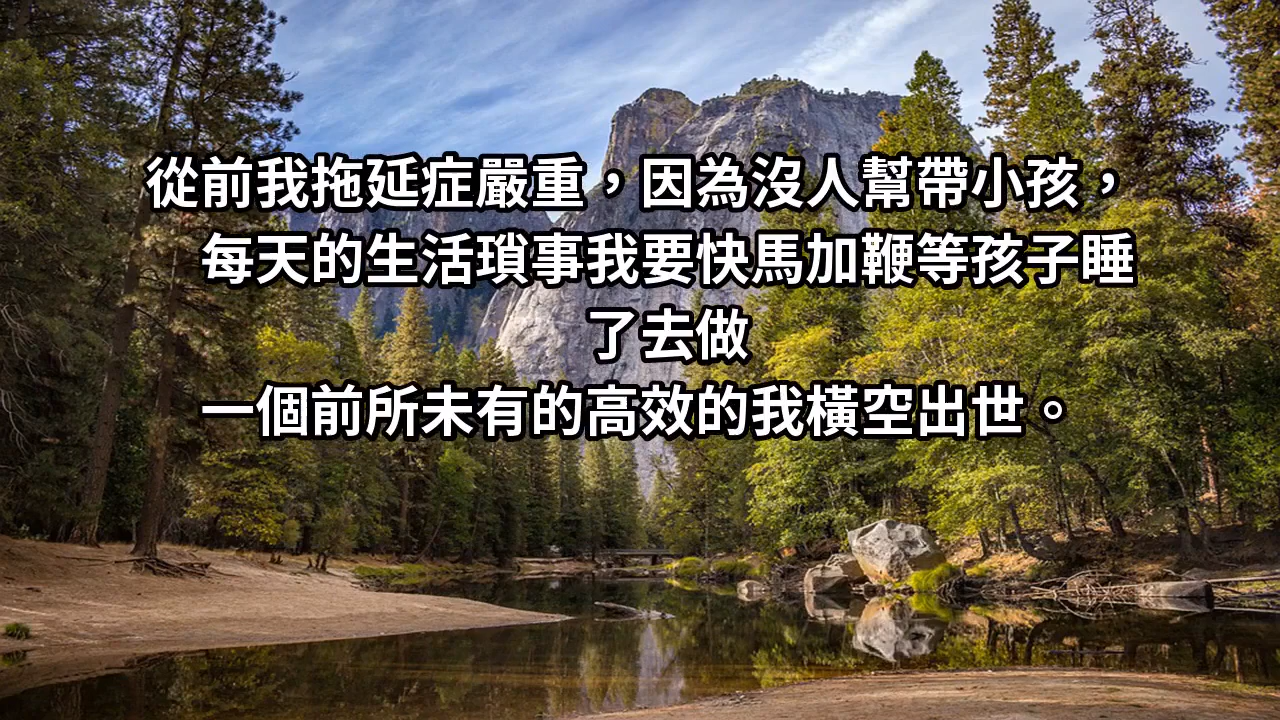 從前我拖延症嚴重，因為沒人幫帶小孩，
每天的生活瑣事我要快馬加鞭等孩子睡
了去做
一個前所未有的高效的我橫空出世。